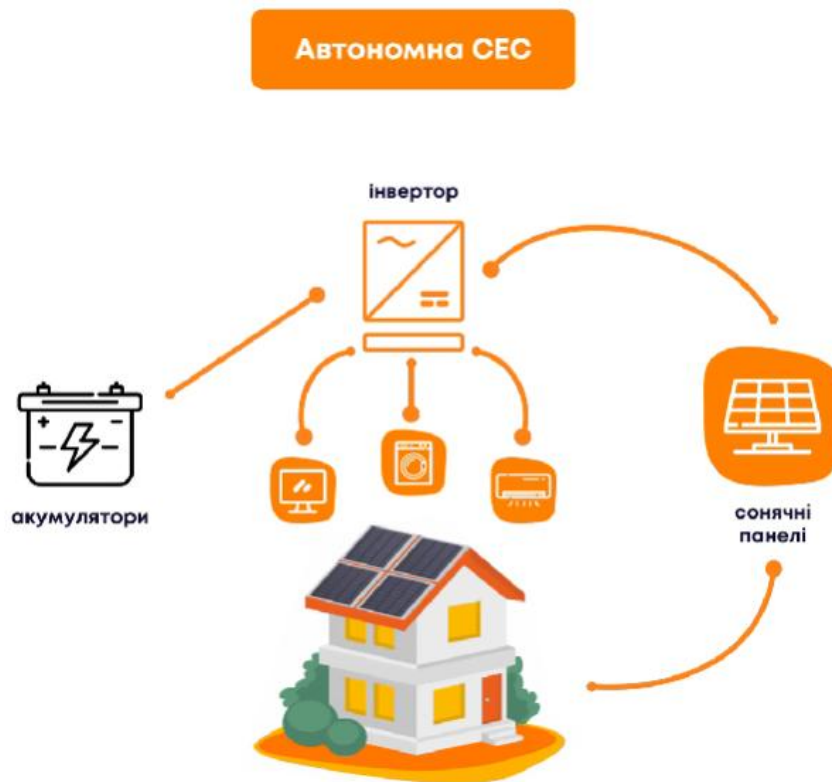 Автономна СЕС
інвертор
акумулятори
сонячні
панелі